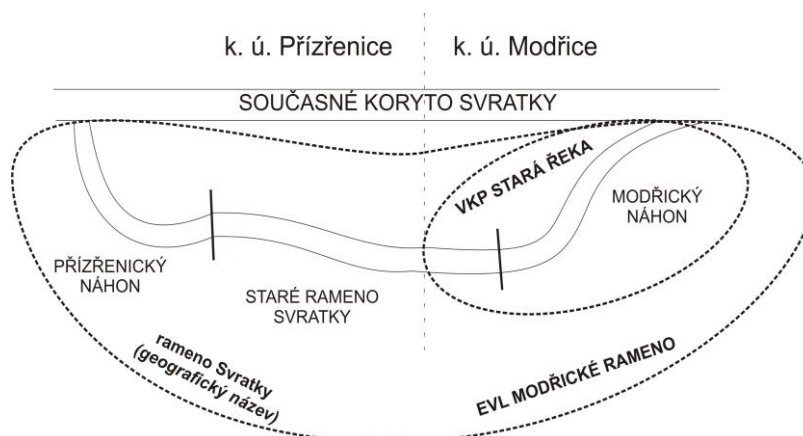 k. ú. Přízřenice
k. ú. Modřice
SOUČASNÉ KORYTO SVRATKY
VKP STARÁ ŘEKA
MODŘICKÝ
NÁHON
PŘÍZŘENICKÝ
NÁHON
STARÉ RAMENO
SVRATKY
rameno Svratky
(geografický název)
EVL MODŘICKÉ RAMENO